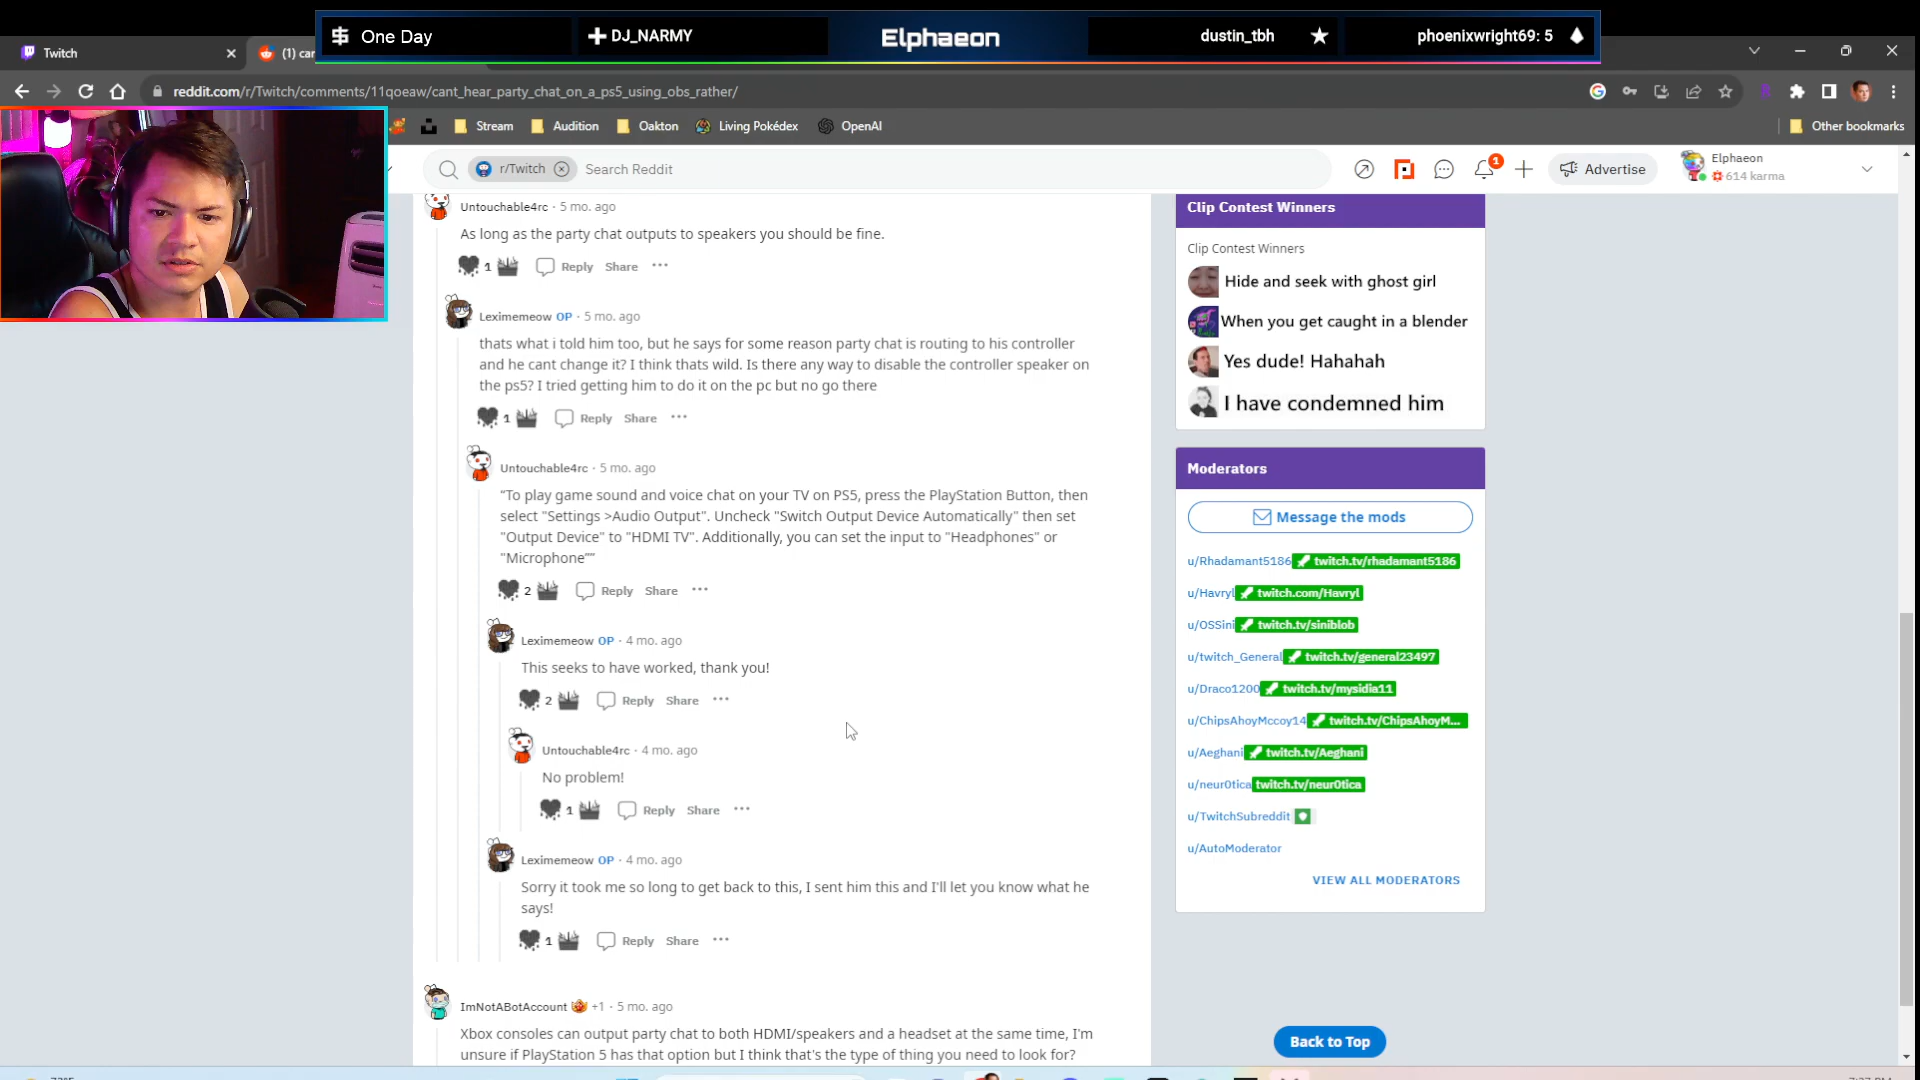 One Day
DJ_NARMY
Elphaeon
dustin_tbh
phoenixwright69: 5
Twitch
(1) can
reddit.com/r/Twitch/comments/11qoeaw/cant_hear_party_chat_on_a_ps5_using_obs_rather/
Stream
Audition
Oakton
Living Pokédex
OpenAI
Other bookmarks
r/Twitch
Search Reddit
1
Advertise
Elphaeon
614 karma
Untouchable4rc · 5 mo. ago
As long as the party chat outputs to speakers you should be fine.
1 Reply Share ...
Leximemeow OP · 5 mo. ago
thats what i told him too, but he says for some reason party chat is routing to his controller
and he cant change it? I think thats wild. Is there any way to disable the controller speaker on
the ps5? I tried getting him to do it on the pc but no go there
1 Reply Share ...
Untouchable4rc · 5 mo. ago
“To play game sound and voice chat on your TV on PS5, press the PlayStation Button, then
select "Settings >Audio Output". Uncheck "Switch Output Device Automatically" then set
"Output Device" to "HDMI TV". Additionally, you can set the input to "Headphones" or
"Microphone"”
2 Reply Share ...
Leximemeow OP · 4 mo. ago
This seeks to have worked, thank you!
2 Reply Share ...
Untouchable4rc · 4 mo. ago
No problem!
1 Reply Share ...
Leximemeow OP · 4 mo. ago
Sorry it took me so long to get back to this, I sent him this and I'll let you know what he
says!
1 Reply Share ...
ImNotABotAccount +1 · 5 mo. ago
Xbox consoles can output party chat to both HDMI/speakers and a headset at the same time, I'm
unsure if PlayStation 5 has that option but I think that's the type of thing you need to look for?
Clip Contest Winners
Clip Contest Winners
Hide and seek with ghost girl
When you get caught in a blender
Yes dude! Hahahah
I have condemned him
Moderators
Message the mods
u/Rhadamant5186 twitch.tv/rhadamant5186
u/Havryl twitch.com/Havryl
u/OSSini twitch.tv/siniblob
u/twitch_General twitch.tv/general23497
u/Draco1200 twitch.tv/mysidia11
u/ChipsAhoyMccoy14 twitch.tv/ChipsAhoyM...
u/Aeghani twitch.tv/Aeghani
u/neur0tica twitch.tv/neur0tica
u/TwitchSubreddit
u/AutoModerator
VIEW ALL MODERATORS
Back to Top